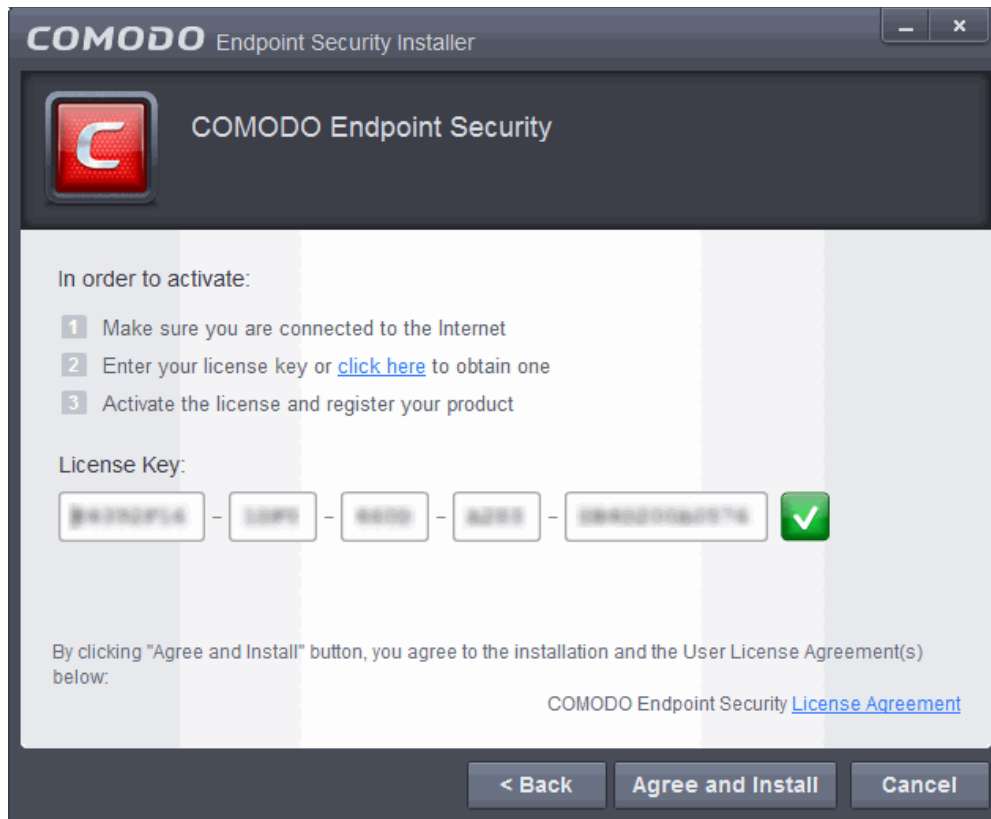 COMODO Endpoint Security Installer
COMODO Endpoint Security
In order to activate:
1 Make sure you are connected to the Internet
2 Enter your license key or click here to obtain one
3 Activate the license and register your product
License Key:
- - - -
By clicking "Agree and Install" button, you agree to the installation and the User License Agreement(s)
below:
COMODO Endpoint Security License Agreement
< Back Agree and Install Cancel